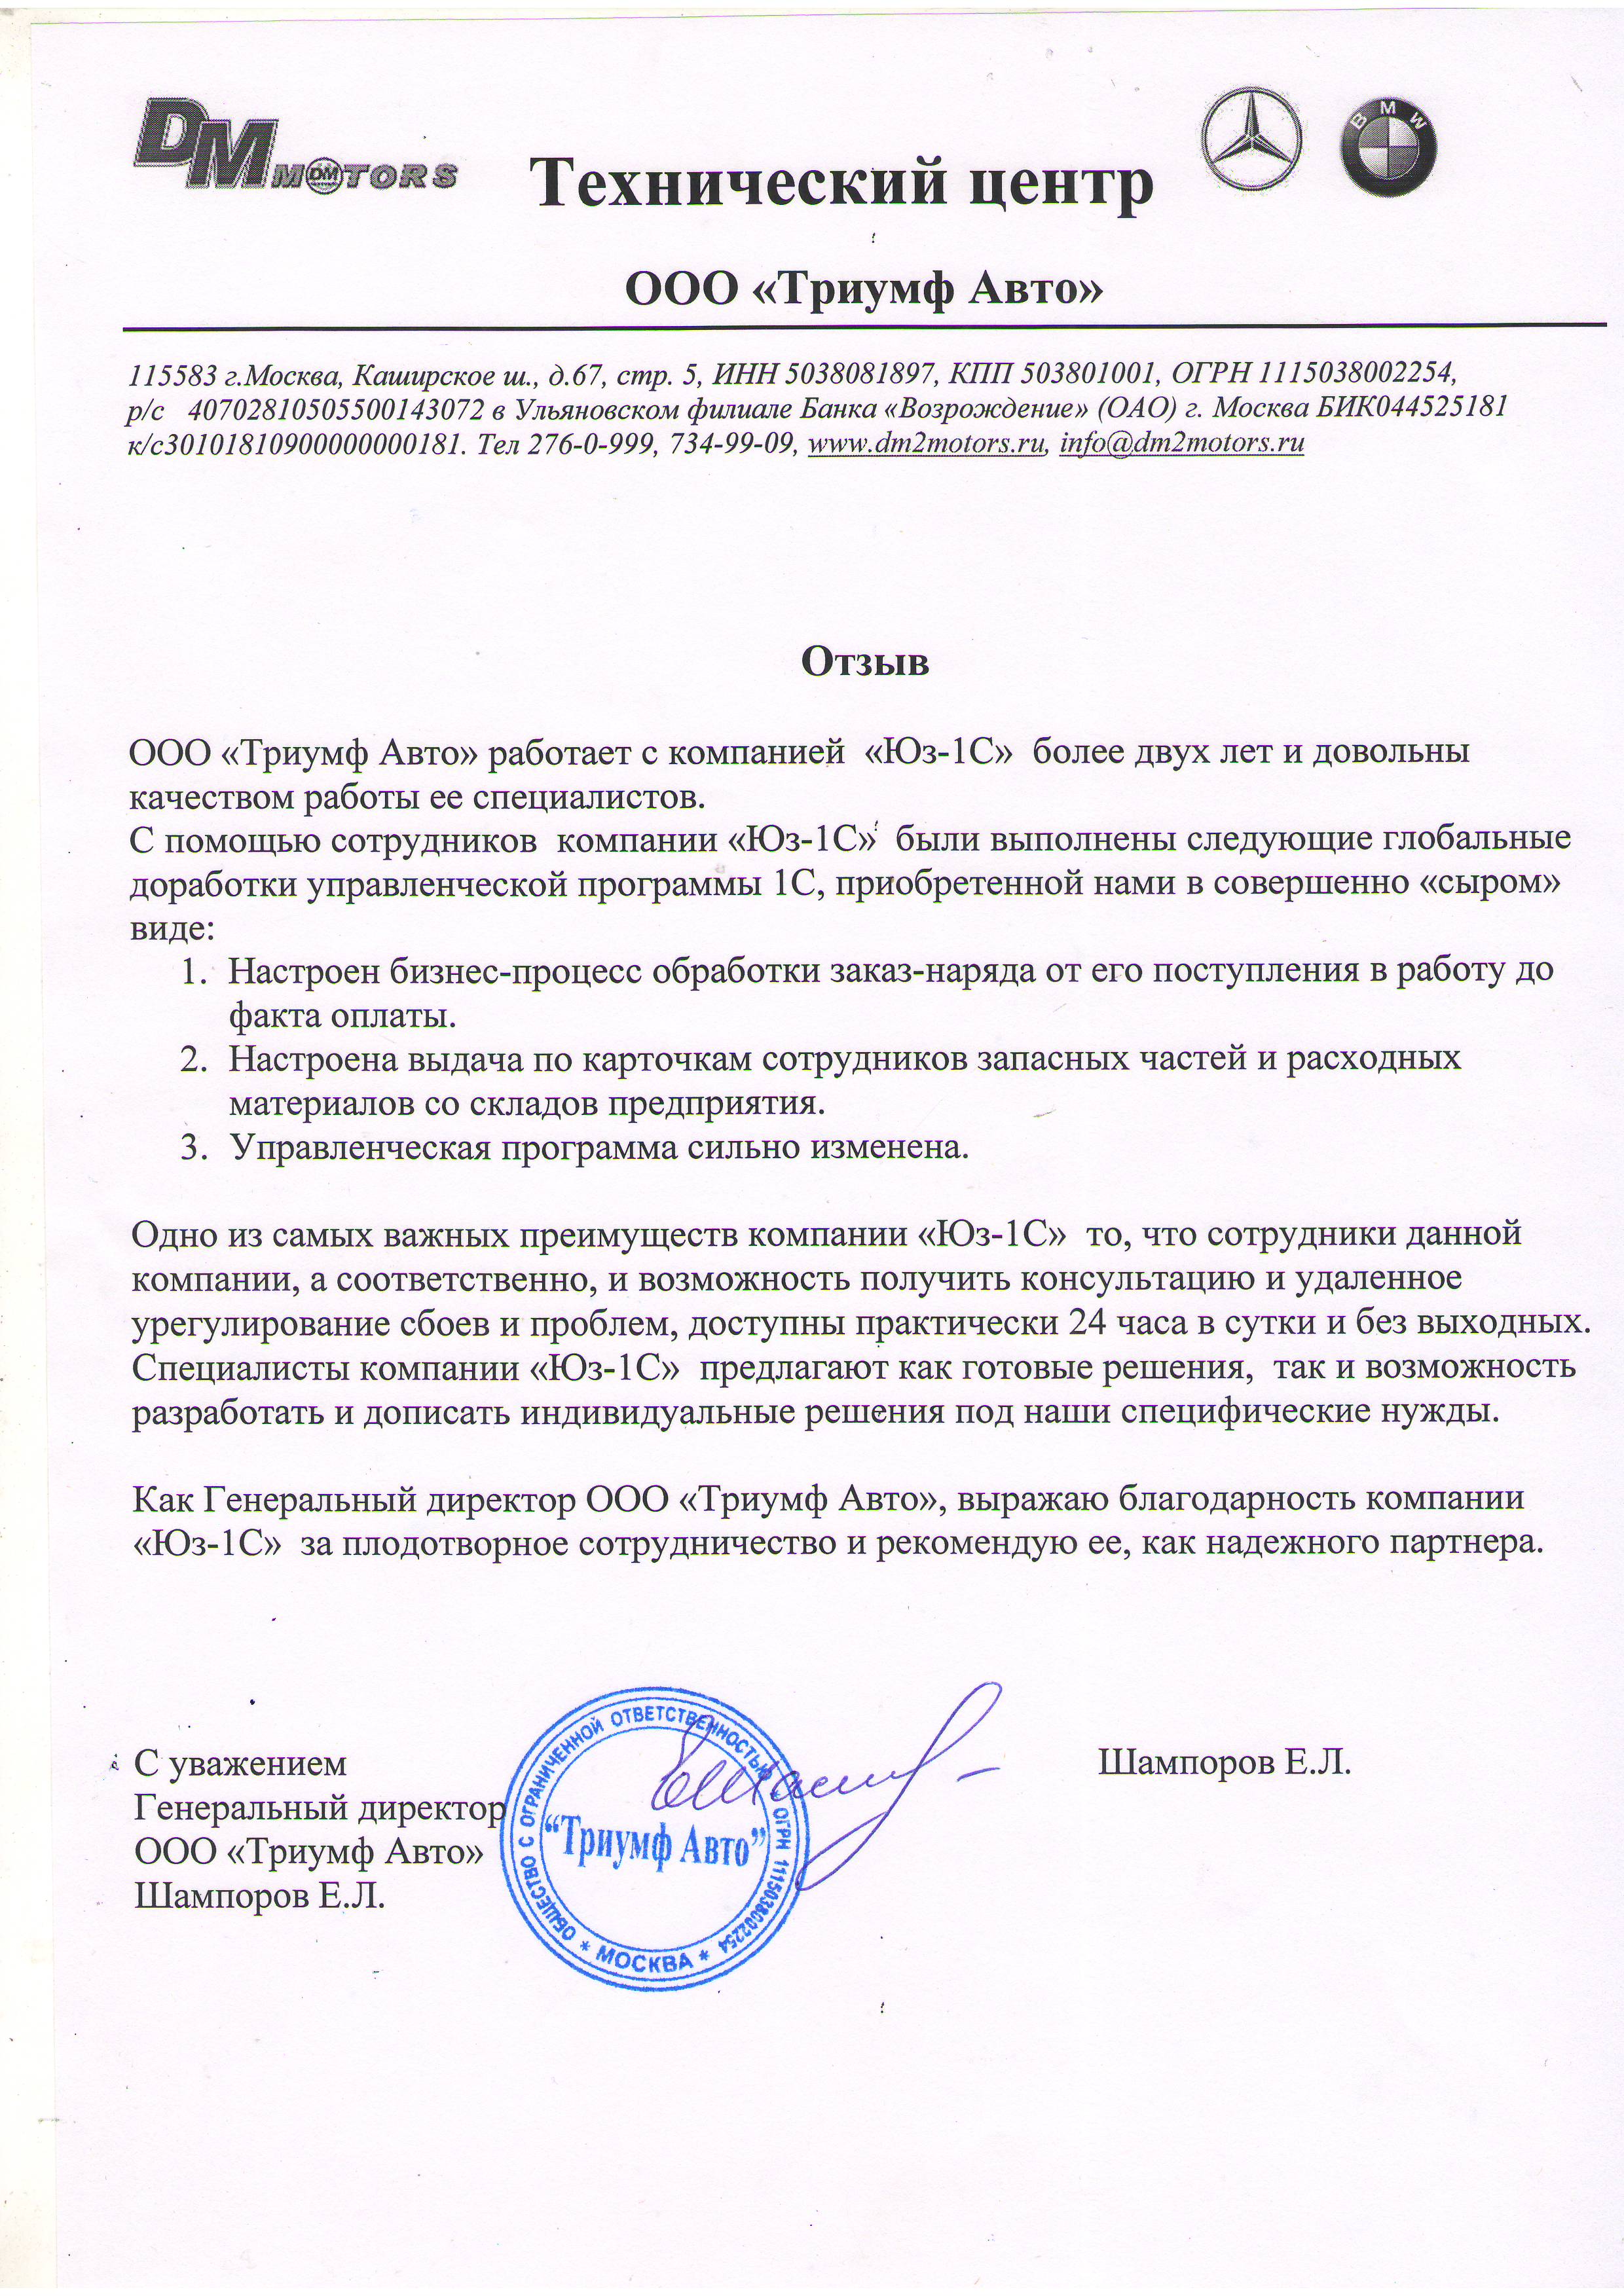 DM MOTORS
DM
BMW
Технический центр
ООО «Триумф Авто»
115583 г.Москва, Каширское ш., д.67, стр. 5, ИНН 5038081897, КПП 503801001, ОГРН 1115038002254,
р/с 40702810505500143072 в Ульяновском филиале Банка «Возрождение» (ОАО) г. Москва БИК044525181
к/с30101810900000000181. Тел 276-0-999, 734-99-09, www.dm2motors.ru, info@dm2motors.ru
Отзыв
ООО «Триумф Авто» работает с компанией «Юз-1С» более двух лет и довольны
качеством работы ее специалистов.
С помощью сотрудников компании «Юз-1С» были выполнены следующие глобальные
доработки управленческой программы 1С, приобретенной нами в совершенно «сыром»
виде:
1. Настроен бизнес-процесс обработки заказ-наряда от его поступления в работу до
факта оплаты.
2. Настроена выдача по карточкам сотрудников запасных частей и расходных
материалов со складов предприятия.
3. Управленческая программа сильно изменена.
Одно из самых важных преимуществ компании «Юз-1С» то, что сотрудники данной
компании, а соответственно, и возможность получить консультацию и удаленное
урегулирование сбоев и проблем, доступны практически 24 часа в сутки и без выходных.
Специалисты компании «Юз-1С» предлагают как готовые решения, так и возможность
разработать и дописать индивидуальные решения под наши специфические нужды.
Как Генеральный директор ООО «Триумф Авто», выражаю благодарность компании
«Юз-1С» за плодотворное сотрудничество и рекомендую ее, как надежного партнера.
С уважением
Шампоров Е.Л.
Генеральный директор
ООО «Триумф Авто»
Шампоров Е.Л.
ОБЩЕСТВО С ОГРАНИЧЕННОЙ ОТВЕТСТВЕННОСТЬЮ * ОГРН 1115038002254
* МОСКВА *
“Триумф Авто”